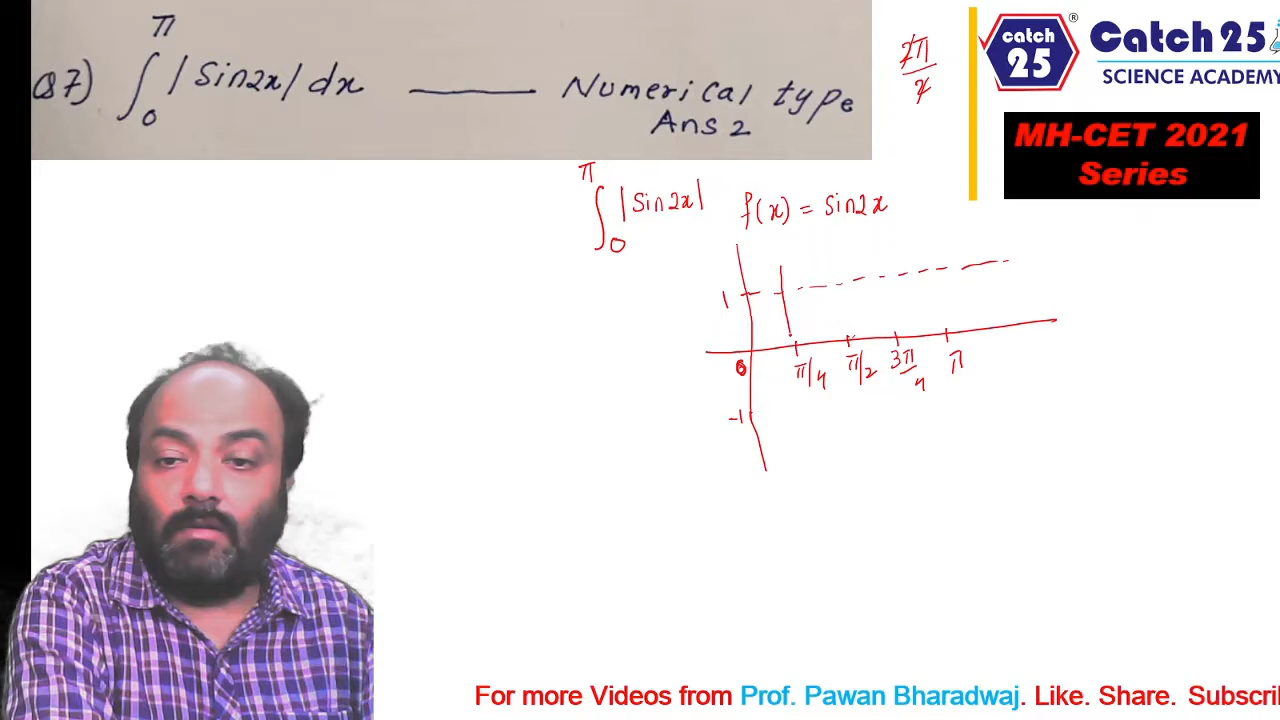 π
Q7) ∫ |Sin2x| dx ——— Numerical type
0
Ans 2
2π
2
catch
25
®
Catch 25
SCIENCE ACADEMY
MH-CET 2021
Series
π
∫ |Sin2x| f(x) = sin2x
0
1
0 π/4 π/2 3π/4 π
-1
For more Videos from Prof. Pawan Bharadwaj. Like. Share.